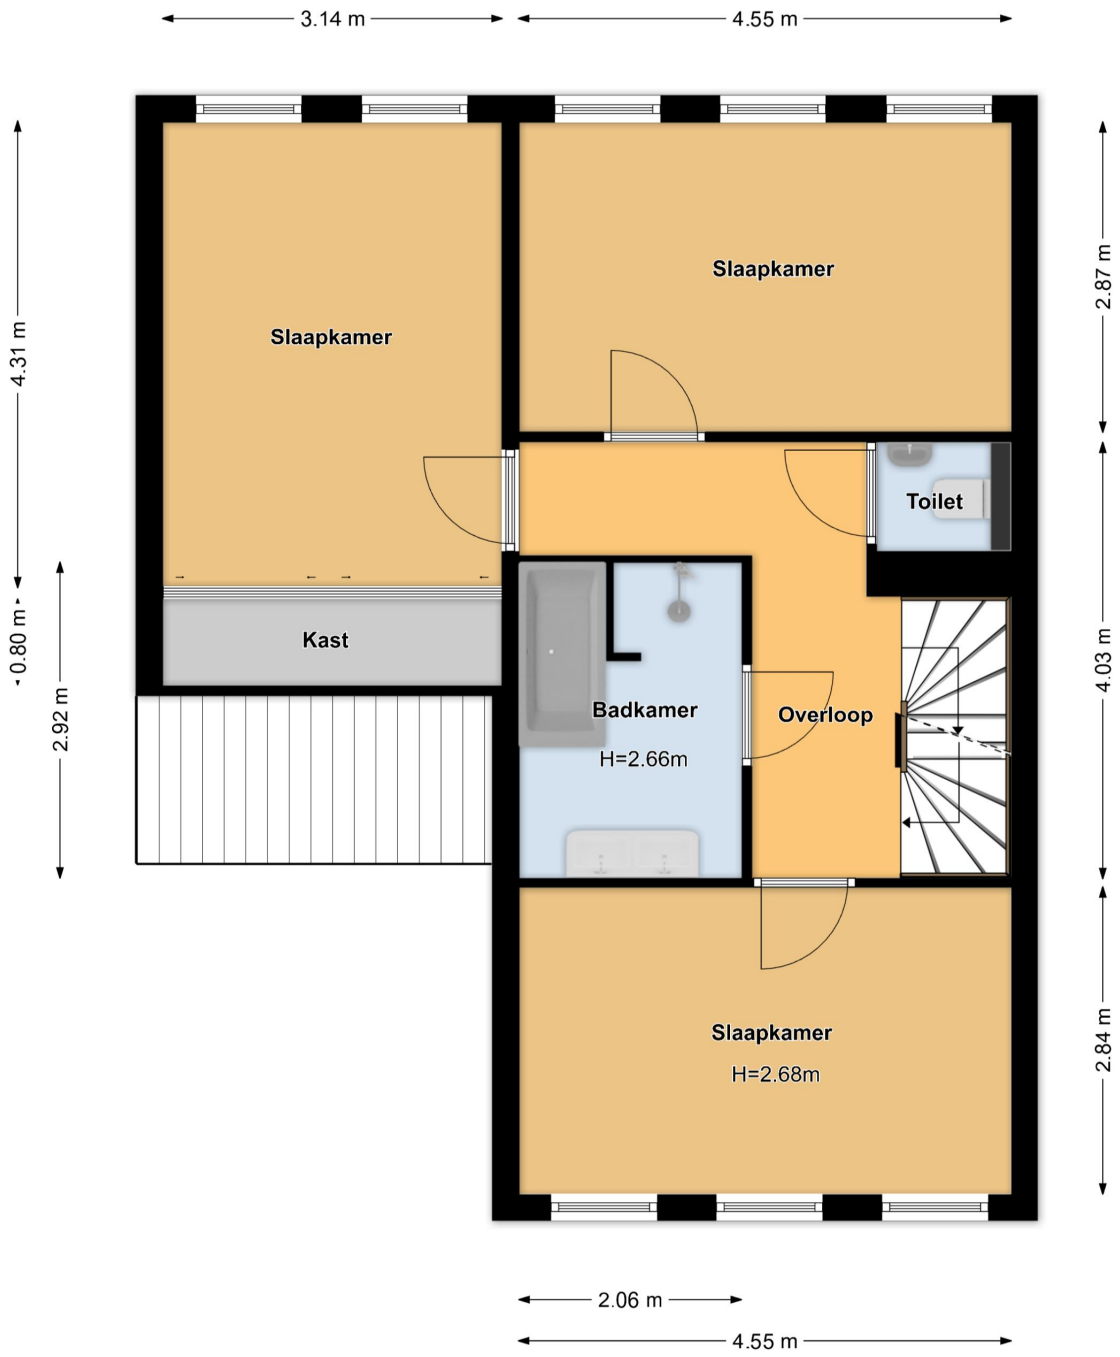 3.14 m
4.55 m
Slaapkamer
2.87 m
Slaapkamer
4.31 m
Toilet
Kast
0.80 m
4.03 m
2.92 m
Badkamer
Overloop
H=2.66m
Slaapkamer
2.84 m
H=2.68m
2.06 m
4.55 m